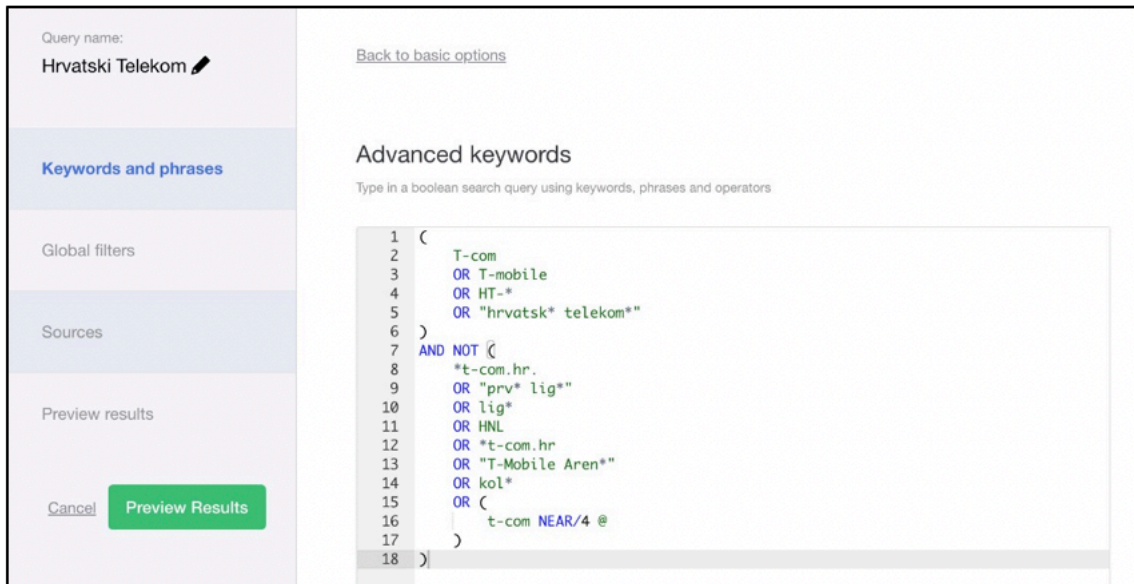 Query name:
Hrvatski Telekom
Keywords and phrases
Global filters
Sources
Preview results
Cancel
Preview Results
Back to basic options
Advanced keywords
Type in a boolean search query using keywords, phrases and operators
1 (
2 T-com
3 OR T-mobile
4 OR HT-*
5 OR "hrvatsk* telekom*"
6 )
7 AND NOT (
8 *t-com.hr.
9 OR "prv* lig*"
10 OR lig*
11 OR HNL
12 OR *t-com.hr
13 OR "T-Mobile Aren*"
14 OR kol*
15 OR (
16 t-com NEAR/4 @
17 )
18 )